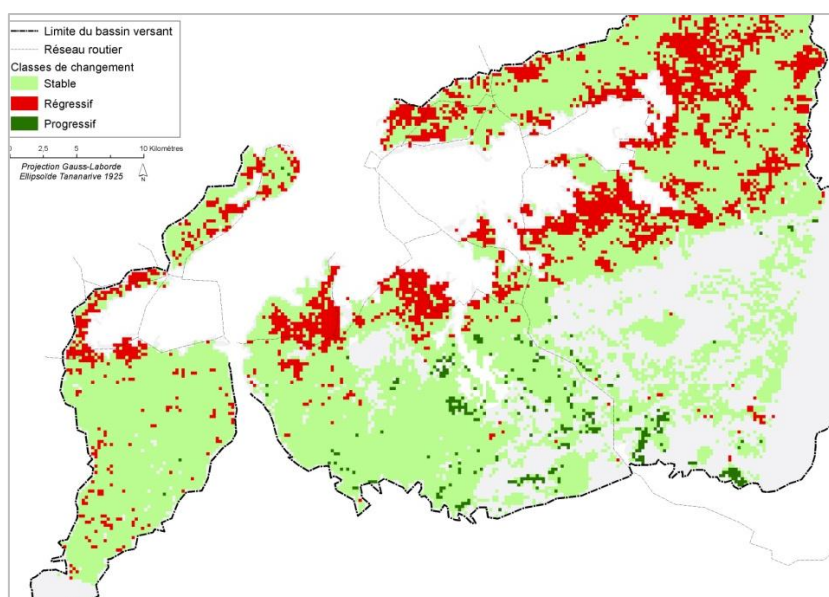 Limite du bassin versant
Réseau routier
Classes de changement
Stable
Régressif
Progressif
0 2,5 5 10 Kilomètres
Projection Gauss-Laborde
Ellipsoïde Tananarive 1925
N